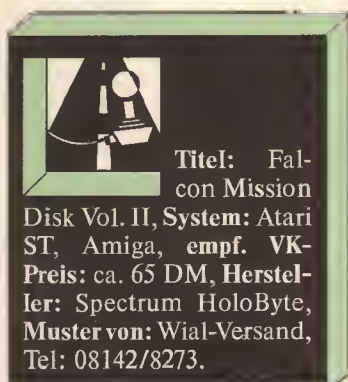 Titel: Fal-
con Mission
Disk Vol. II, System: Atari
ST, Amiga, empf. VK-
Preis: ca. 65 DM, Herstel-
ler: Spectrum HoloByte,
Muster von: Wial-Versand,
Tel: 08142/8273.